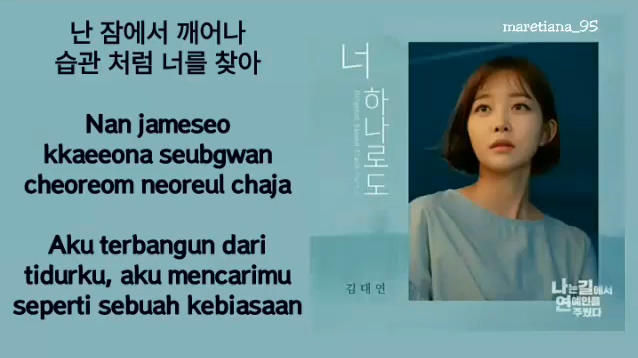 난 잠에서 깨어나
습관 처럼 너를 찾아
Nan jameseo
kkaeeona seubgwan
cheoreom neoreul chaja
Aku terbangun dari
tidurku, aku mencarimu
seperti sebuah kebiasaan
maretiana_95
너
하나로도
김대연
나는길에서
연예인을
주웠다